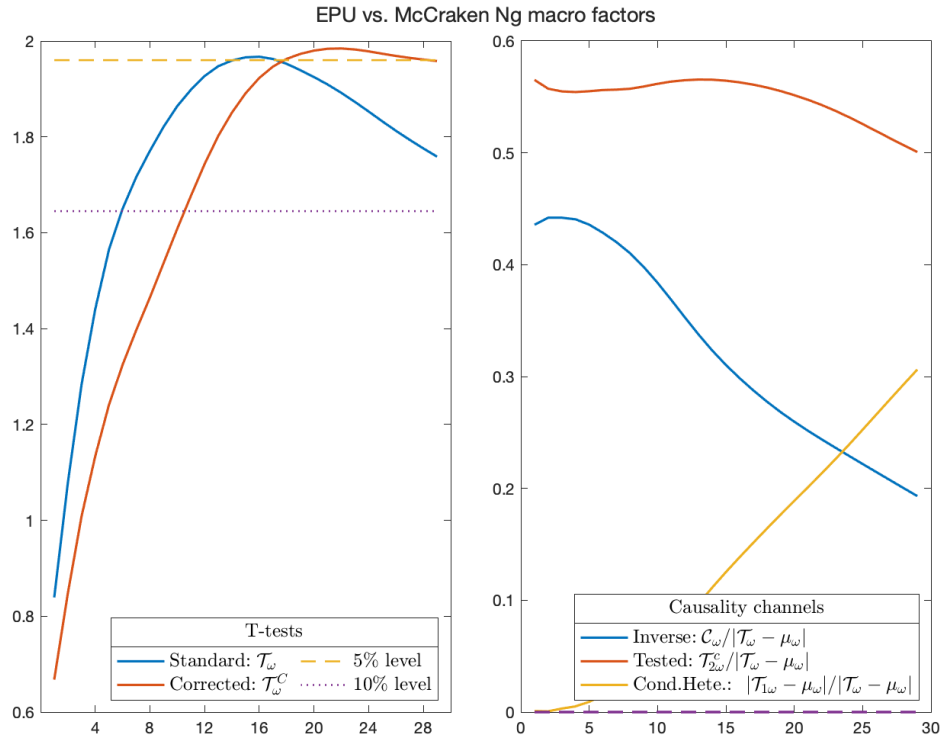 EPU vs. McCraken Ng macro factors
2
1.8
1.6
1.4
1.2
1
0.8
0.6
4 8 12 16 20 24 28
T-tests
Standard: 𝒯_ω 5% level
Corrected: 𝒯_ω^C 10% level
0.6
0.5
0.4
0.3
0.2
0.1
0
0 5 10 15 20 25 30
Causality channels
Inverse: 𝒞_ω/|𝒯_ω − μ_ω|
Tested: 𝒯_{2ω}^c/|𝒯_ω − μ_ω|
Cond.Hete.: |𝒯_{1ω} − μ_ω|/|𝒯_ω − μ_ω|